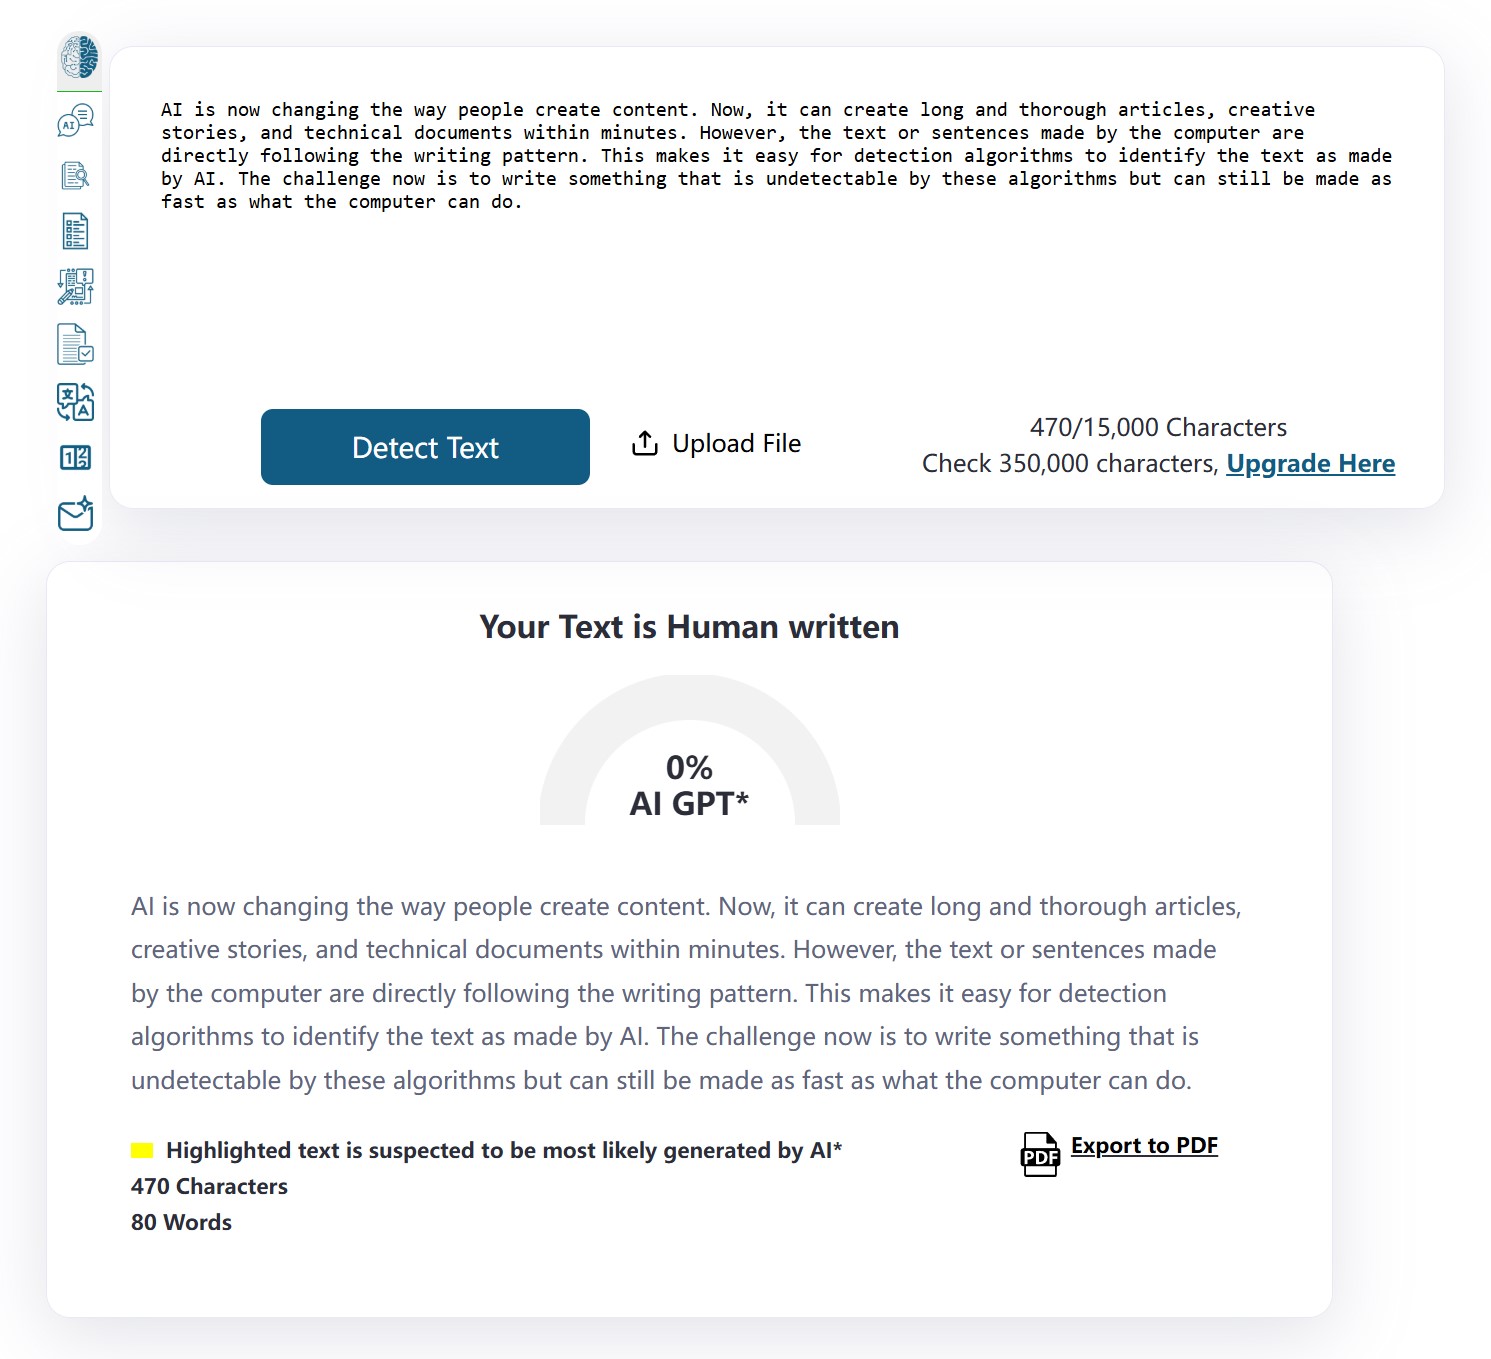 AI
AI is now changing the way people create content. Now, it can create long and thorough articles, creative
stories, and technical documents within minutes. However, the text or sentences made by the computer are
directly following the writing pattern. This makes it easy for detection algorithms to identify the text as made
by AI. The challenge now is to write something that is undetectable by these algorithms but can still be made as
fast as what the computer can do.
文
A
1 2 2
Detect Text
Upload File
470/15,000 Characters
Check 350,000 characters, Upgrade Here
Your Text is Human written
0%
AI GPT*
AI is now changing the way people create content. Now, it can create long and thorough articles,
creative stories, and technical documents within minutes. However, the text or sentences made
by the computer are directly following the writing pattern. This makes it easy for detection
algorithms to identify the text as made by AI. The challenge now is to write something that is
undetectable by these algorithms but can still be made as fast as what the computer can do.
Highlighted text is suspected to be most likely generated by AI*
PDF Export to PDF
470 Characters
80 Words